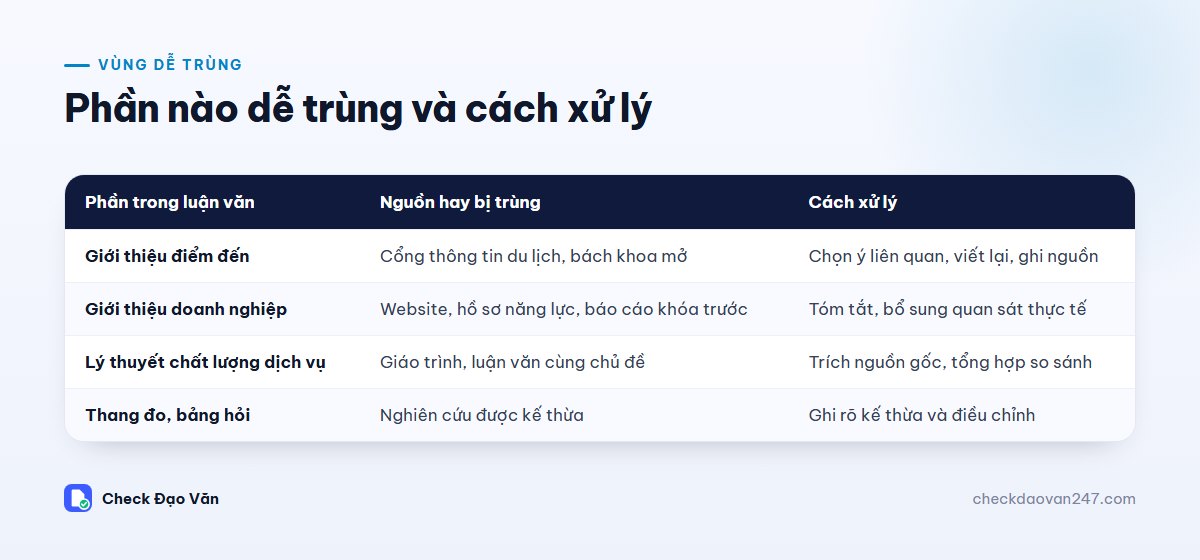 VÙNG DỄ TRÙNG
Phần nào dễ trùng và cách xử lý
Phần trong luận văn Nguồn hay bị trùng Cách xử lý
Giới thiệu điểm đến Cổng thông tin du lịch, bách khoa mở Chọn ý liên quan, viết lại, ghi nguồn
Giới thiệu doanh nghiệp Website, hồ sơ năng lực, báo cáo khóa trước Tóm tắt, bổ sung quan sát thực tế
Lý thuyết chất lượng dịch vụ Giáo trình, luận văn cùng chủ đề Trích nguồn gốc, tổng hợp so sánh
Thang đo, bảng hỏi Nghiên cứu được kế thừa Ghi rõ kế thừa và điều chỉnh
Check Đạo Văn checkdaovan247.com